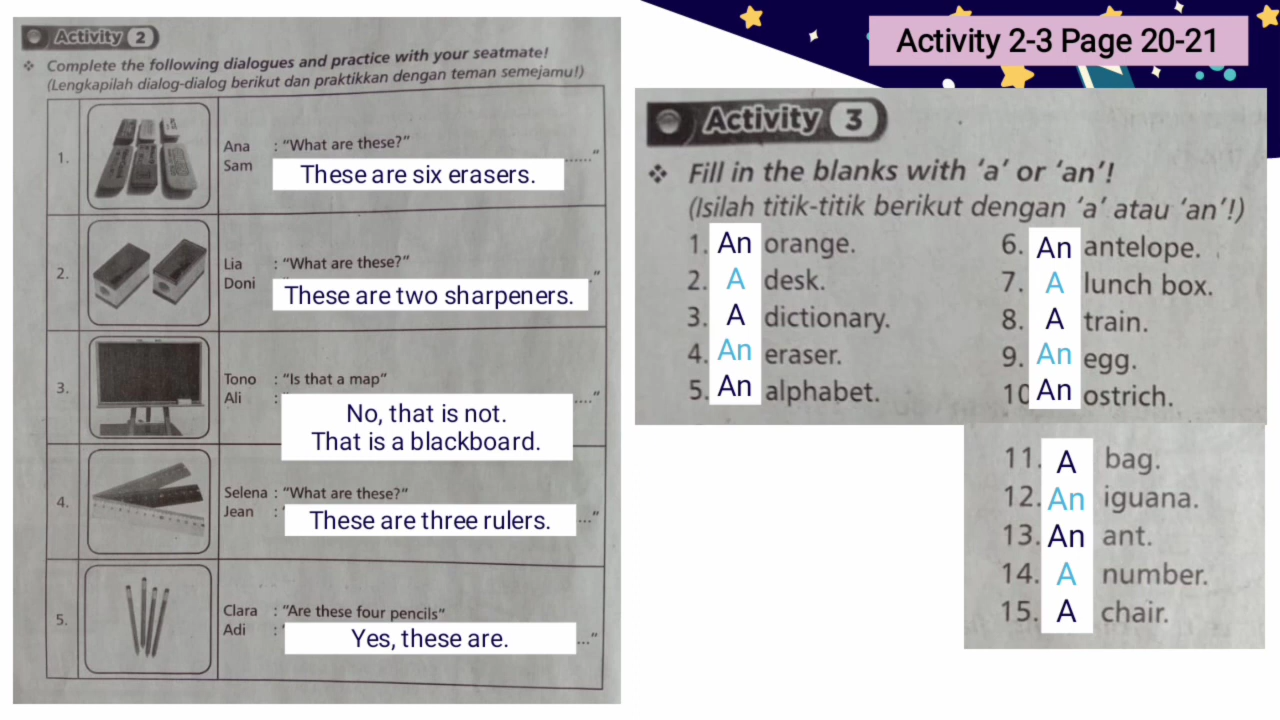 Activity 2
Complete the following dialogues and practice with your seatmate!
(Lengkapilah dialog-dialog berikut dan praktikkan dengan teman semejamu!)
1.
Ana : "What are these?"
Sam
These are six erasers.
......"
2.
Lia : "What are these?"
Doni
These are two sharpeners.
"
3.
Tono : "Is that a map"
Ali :
No, that is not.
That is a blackboard.
...."
4.
Selena : "What are these?"
Jean : "
These are three rulers.
..."
5.
Clara : "Are these four pencils"
Adi : "
Yes, these are.
..."
Activity 2-3 Page 20-21
Activity 3
Fill in the blanks with 'a' or 'an'!
(Isilah titik-titik berikut dengan 'a' atau 'an'!)
1. An orange.
2. A desk.
3. A dictionary.
4. An eraser.
5. An alphabet.
6. An antelope.
7. A lunch box.
8. A train.
9. An egg.
10 An ostrich.
11. A bag.
12. An iguana.
13. An ant.
14. A number.
15. A chair.